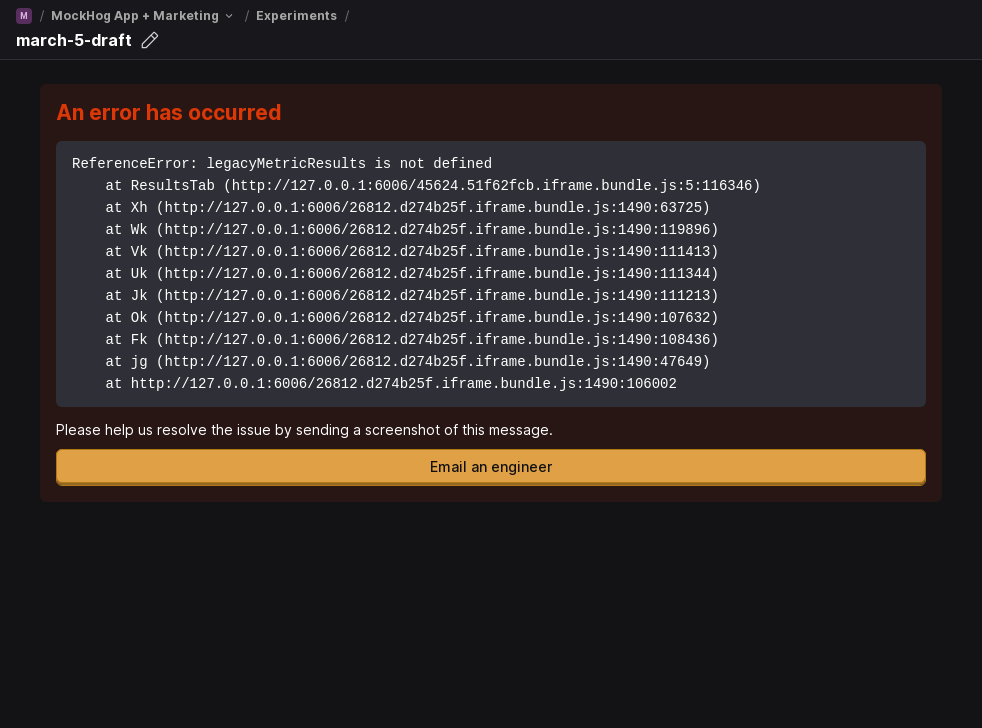 M / MockHog App + Marketing / Experiments /
march-5-draft
An error has occurred
ReferenceError: legacyMetricResults is not defined
at ResultsTab (http://127.0.0.1:6006/45624.51f62fcb.iframe.bundle.js:5:116346)
at Xh (http://127.0.0.1:6006/26812.d274b25f.iframe.bundle.js:1490:63725)
at Wk (http://127.0.0.1:6006/26812.d274b25f.iframe.bundle.js:1490:119896)
at Vk (http://127.0.0.1:6006/26812.d274b25f.iframe.bundle.js:1490:111413)
at Uk (http://127.0.0.1:6006/26812.d274b25f.iframe.bundle.js:1490:111344)
at Jk (http://127.0.0.1:6006/26812.d274b25f.iframe.bundle.js:1490:111213)
at Ok (http://127.0.0.1:6006/26812.d274b25f.iframe.bundle.js:1490:107632)
at Fk (http://127.0.0.1:6006/26812.d274b25f.iframe.bundle.js:1490:108436)
at jg (http://127.0.0.1:6006/26812.d274b25f.iframe.bundle.js:1490:47649)
at http://127.0.0.1:6006/26812.d274b25f.iframe.bundle.js:1490:106002
Please help us resolve the issue by sending a screenshot of this message.
Email an engineer